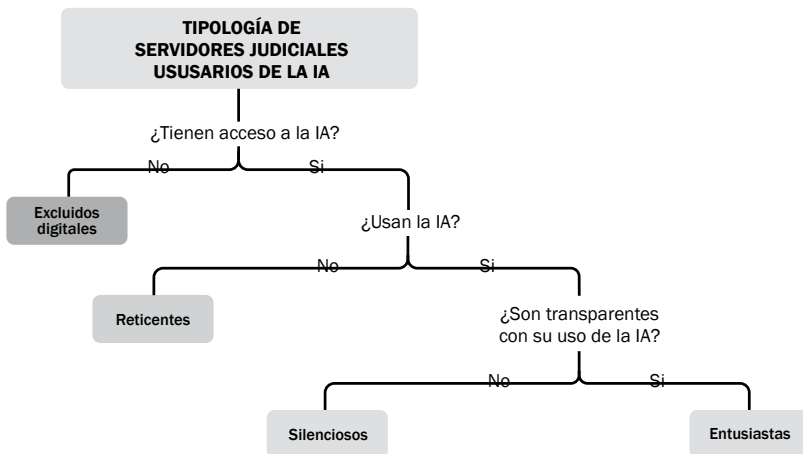 TIPOLOGÍA DE
SERVIDORES JUDICIALES
USUSARIOS DE LA IA
¿Tienen acceso a la IA?
No
Si
Excluidos
digitales
¿Usan la IA?
No
Si
Reticentes
¿Son transparentes
con su uso de la IA?
No
Si
Silenciosos
Entusiastas